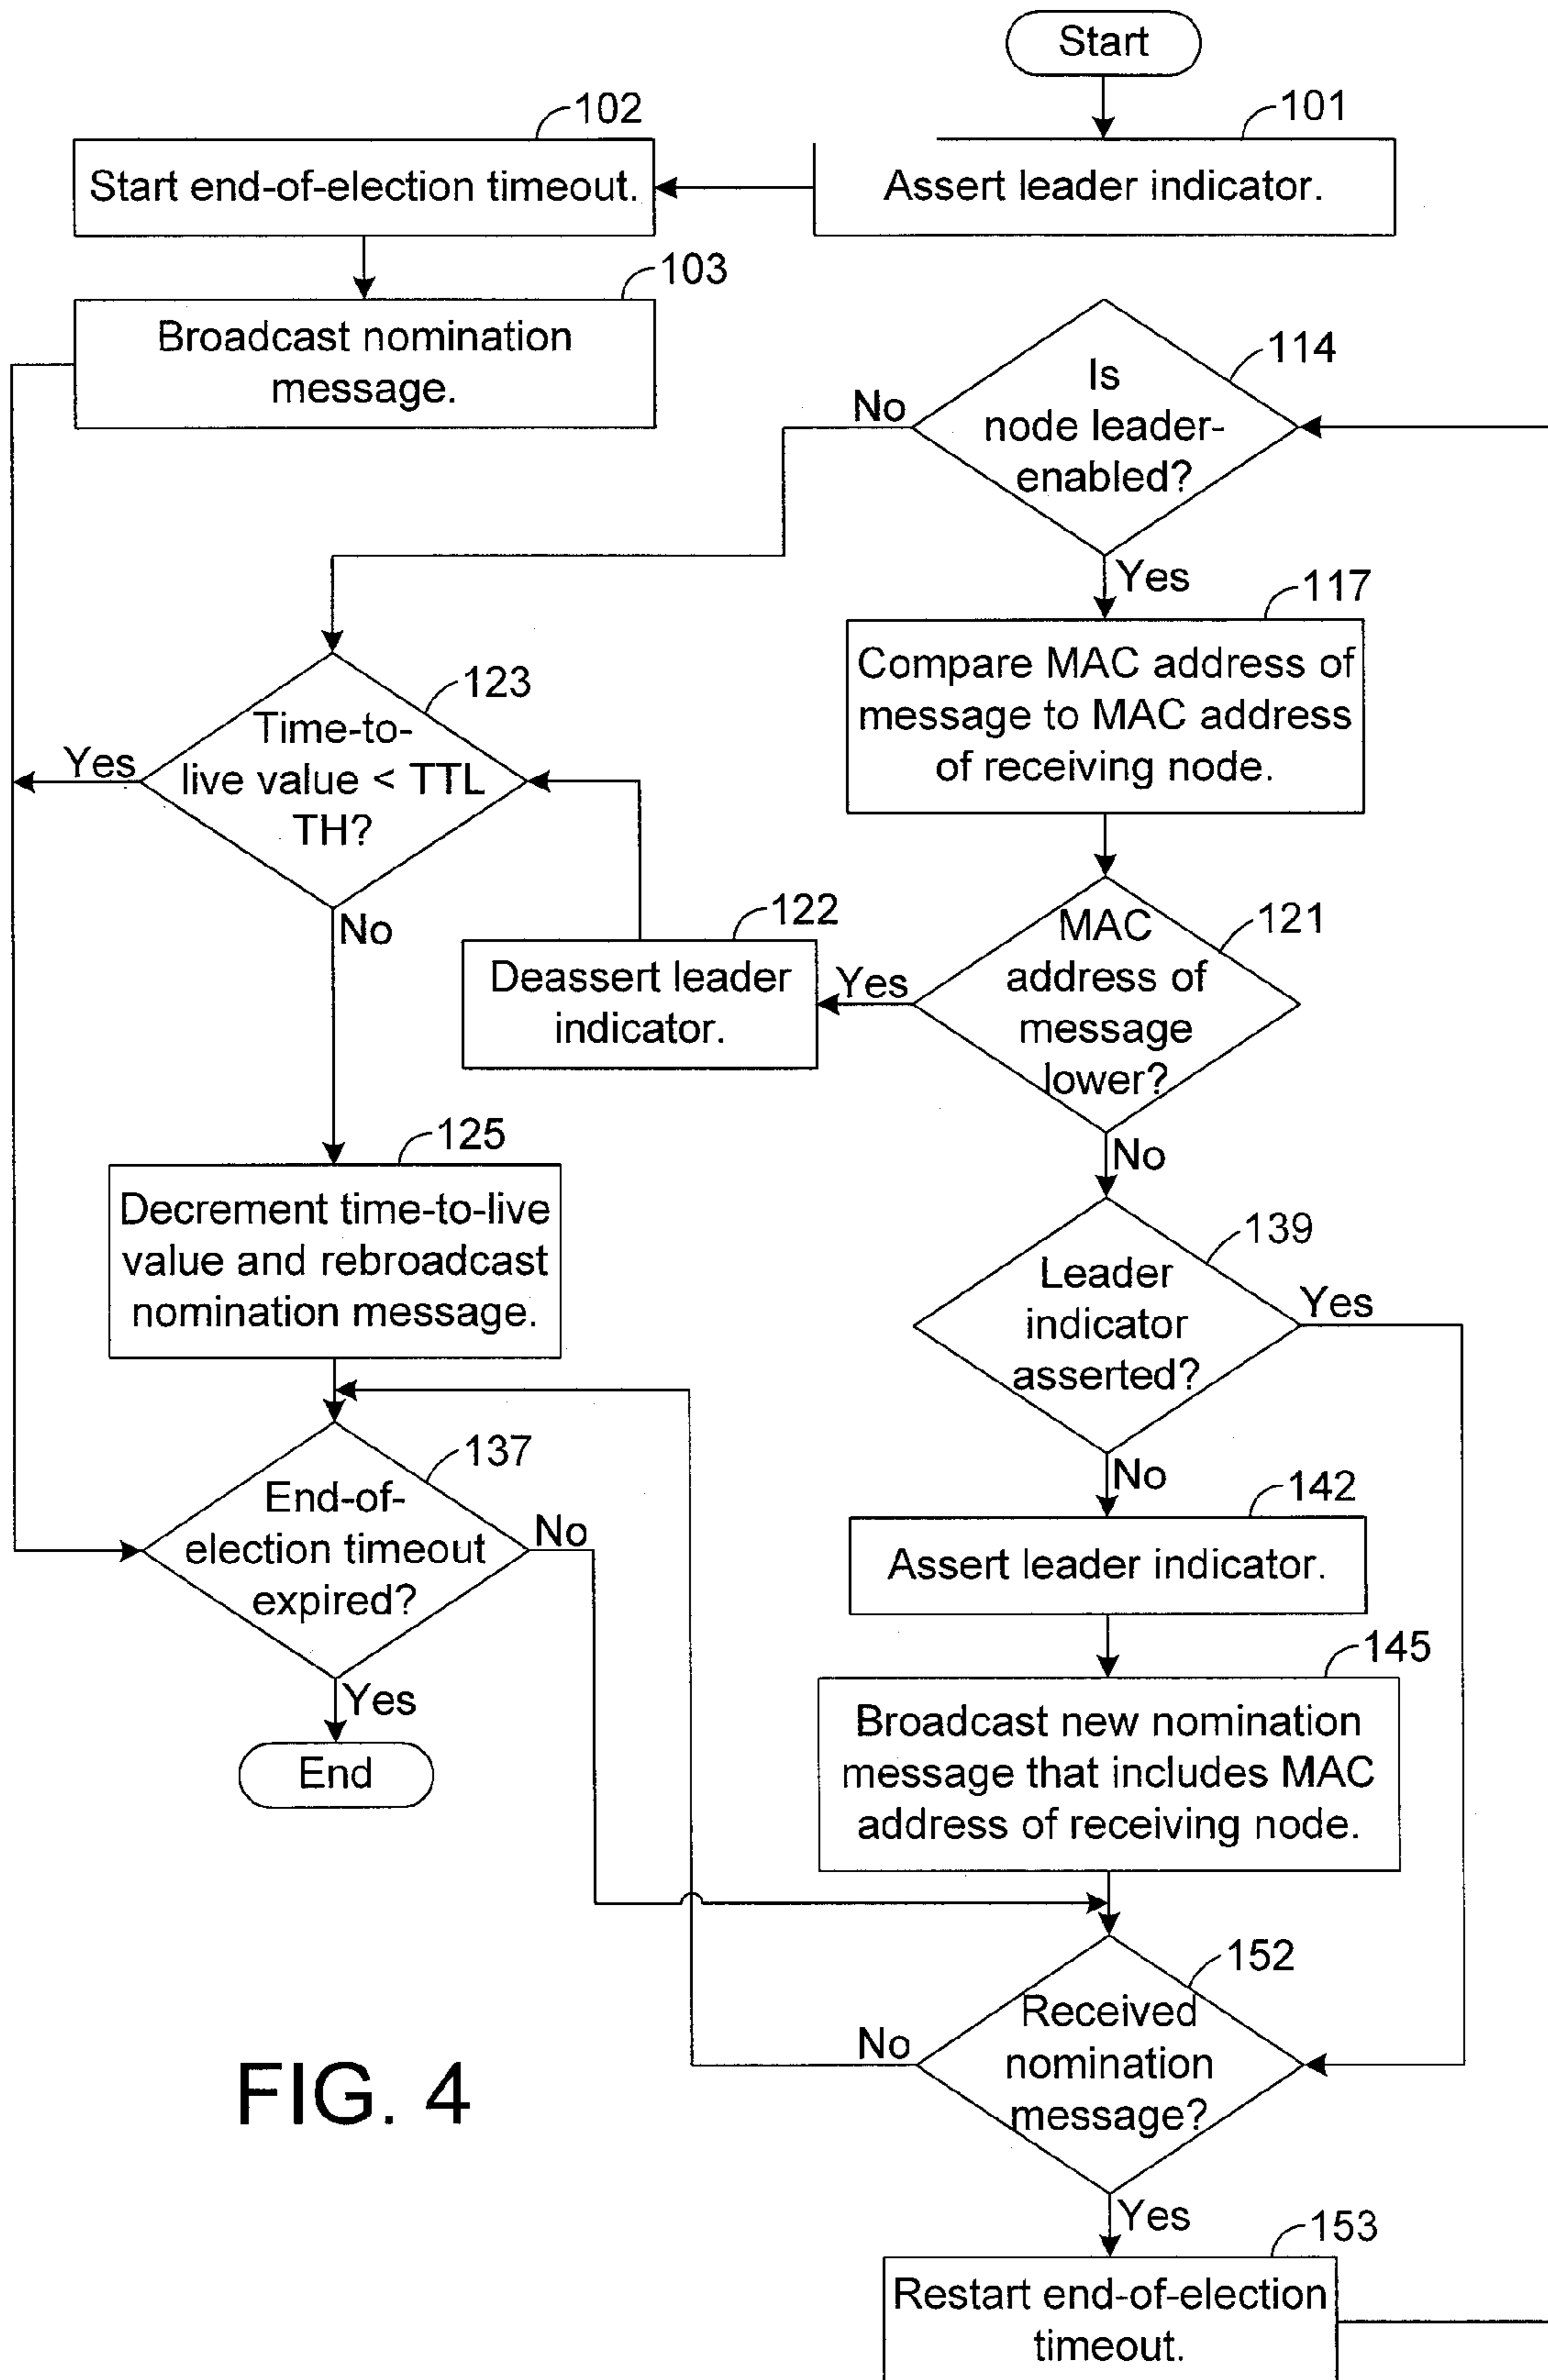 Start
101
Assert leader indicator.
102
Start end-of-election timeout.
103
Broadcast nomination
message.
114
Is
node leader-
enabled?
No
Yes
117
Compare MAC address of
message to MAC address
of receiving node.
123
Time-to-
live value < TTL
TH?
Yes
No
121
MAC
address of
message
lower?
Yes
No
122
Deassert leader
indicator.
125
Decrement time-to-live
value and rebroadcast
nomination message.
139
Leader
indicator
asserted?
Yes
No
137
End-of-
election timeout
expired?
No
Yes
End
142
Assert leader indicator.
145
Broadcast new nomination
message that includes MAC
address of receiving node.
152
Received
nomination
message?
No
Yes
153
Restart end-of-election
timeout.
FIG. 4